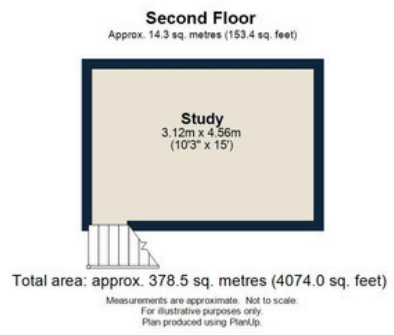 Second Floor
Approx. 14.3 sq. metres (153.4 sq. feet)
Study
3.12m x 4.56m
(10'3" x 15')
Total area: approx. 378.5 sq. metres (4074.0 sq. feet)
Measurements are approximate. Not to scale.
For illustrative purposes only.
Plan produced using PlanUp.